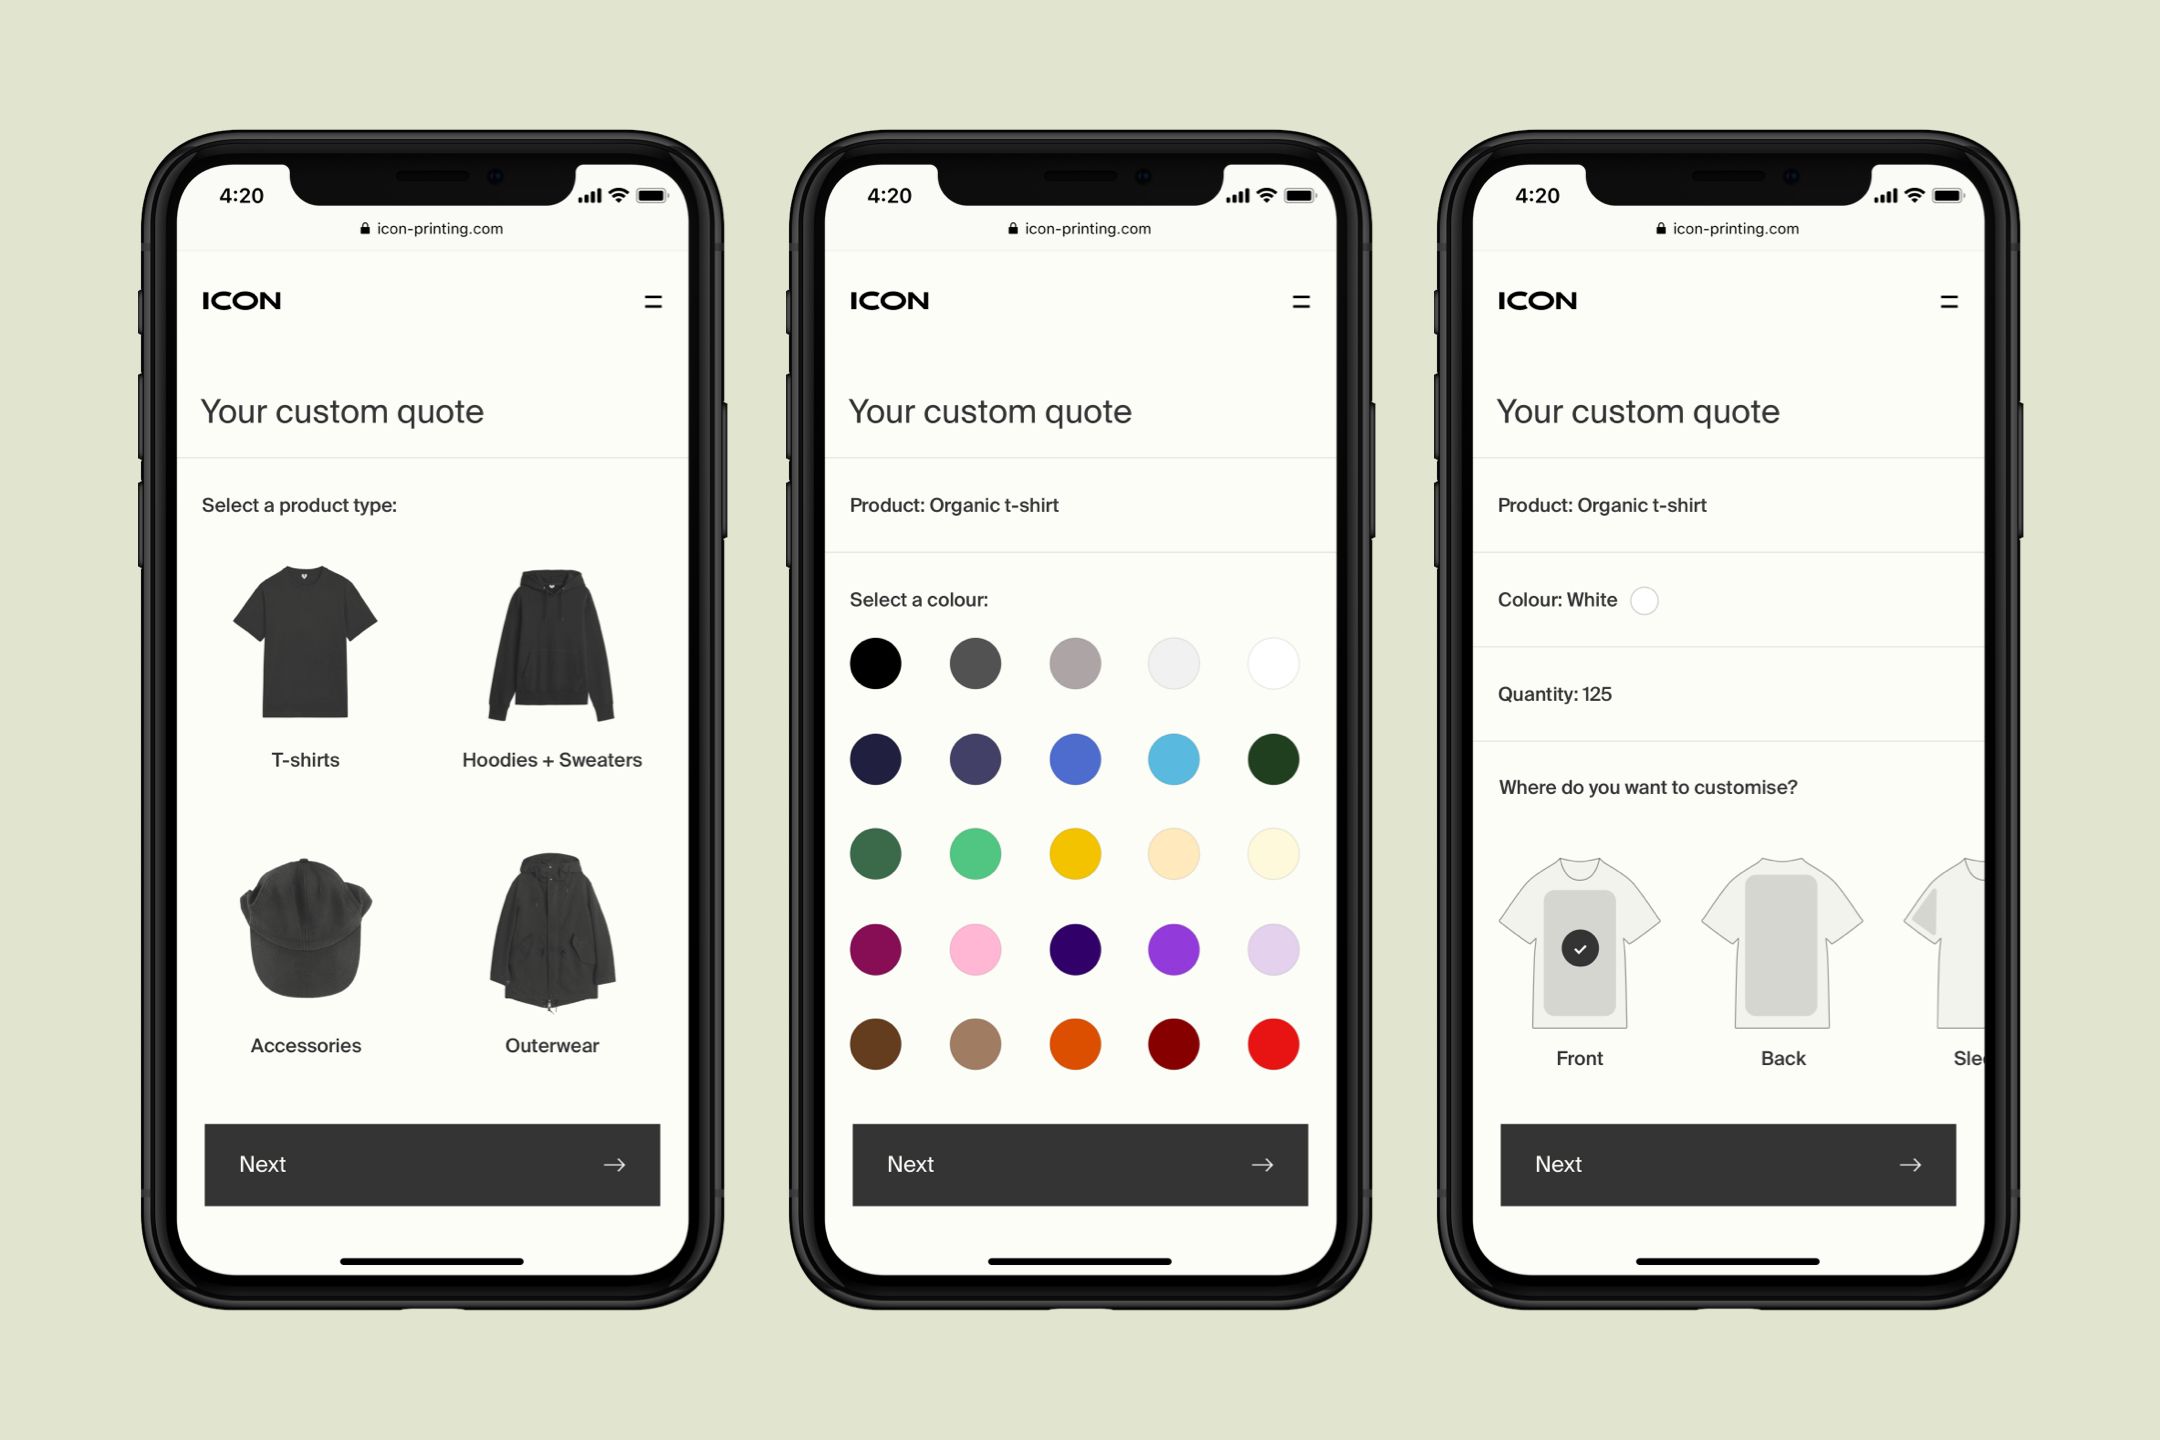 4:20
icon-printing.com
ICON
Your custom quote
Select a product type:
T-shirts
Hoodies + Sweaters
Accessories
Outerwear
Next
4:20
icon-printing.com
ICON
Your custom quote
Product: Organic t-shirt
Select a colour:
Next
4:20
icon-printing.com
ICON
Your custom quote
Product: Organic t-shirt
Colour: White
Quantity: 125
Where do you want to customise?
Front
Back
Next